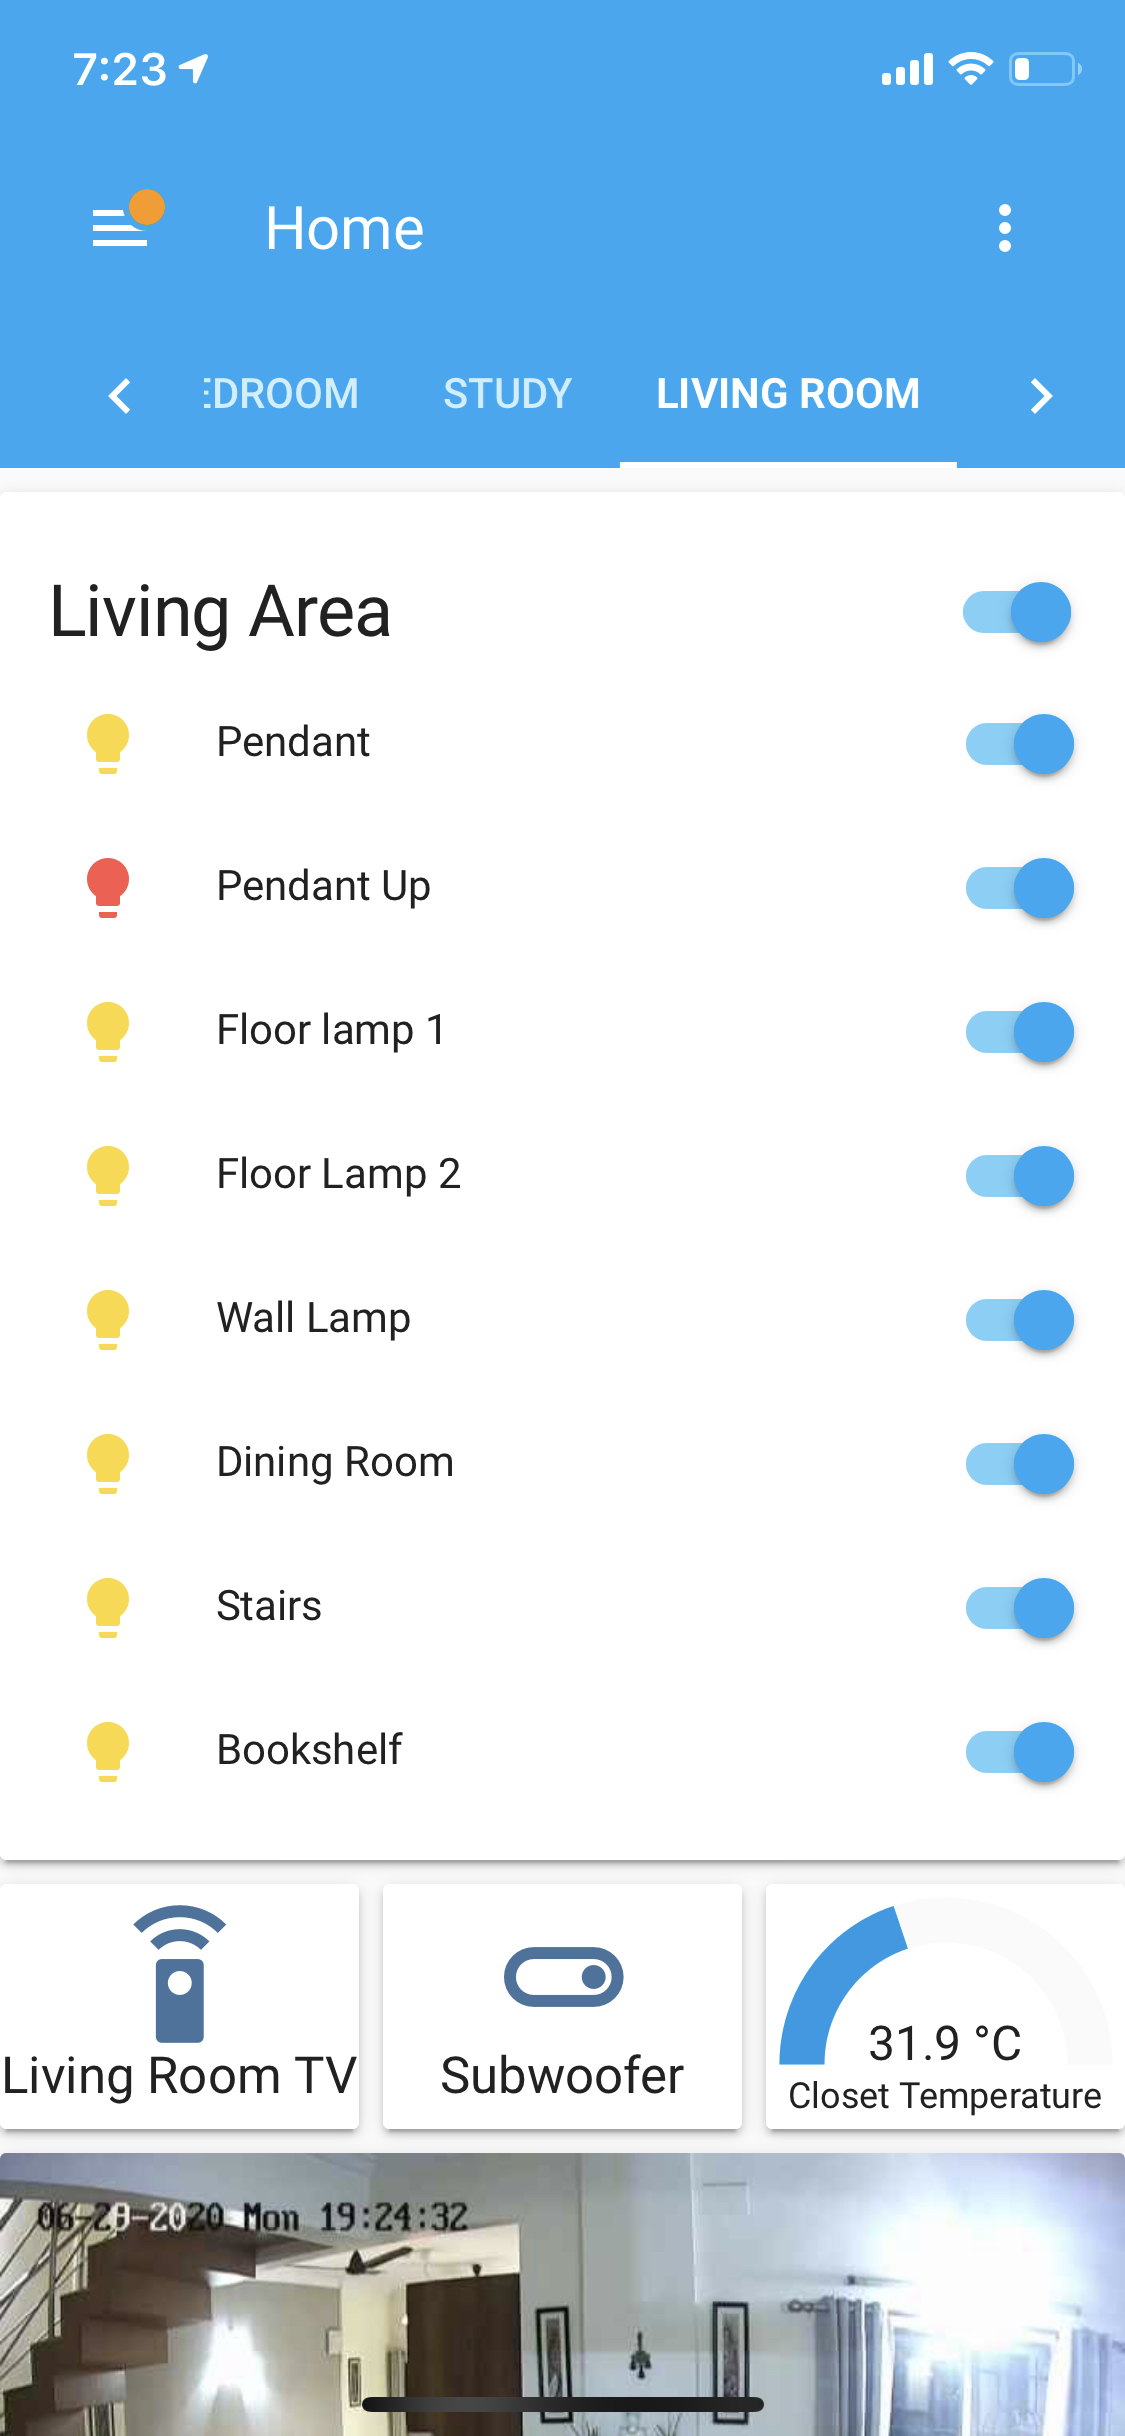 7:23
Home
EDROOM STUDY LIVING ROOM
Living Area
Pendant
Pendant Up
Floor lamp 1
Floor Lamp 2
Wall Lamp
Dining Room
Stairs
Bookshelf
Living Room TV
Subwoofer
31.9 °C
Closet Temperature
06-29-2020 Mon 19:24:32